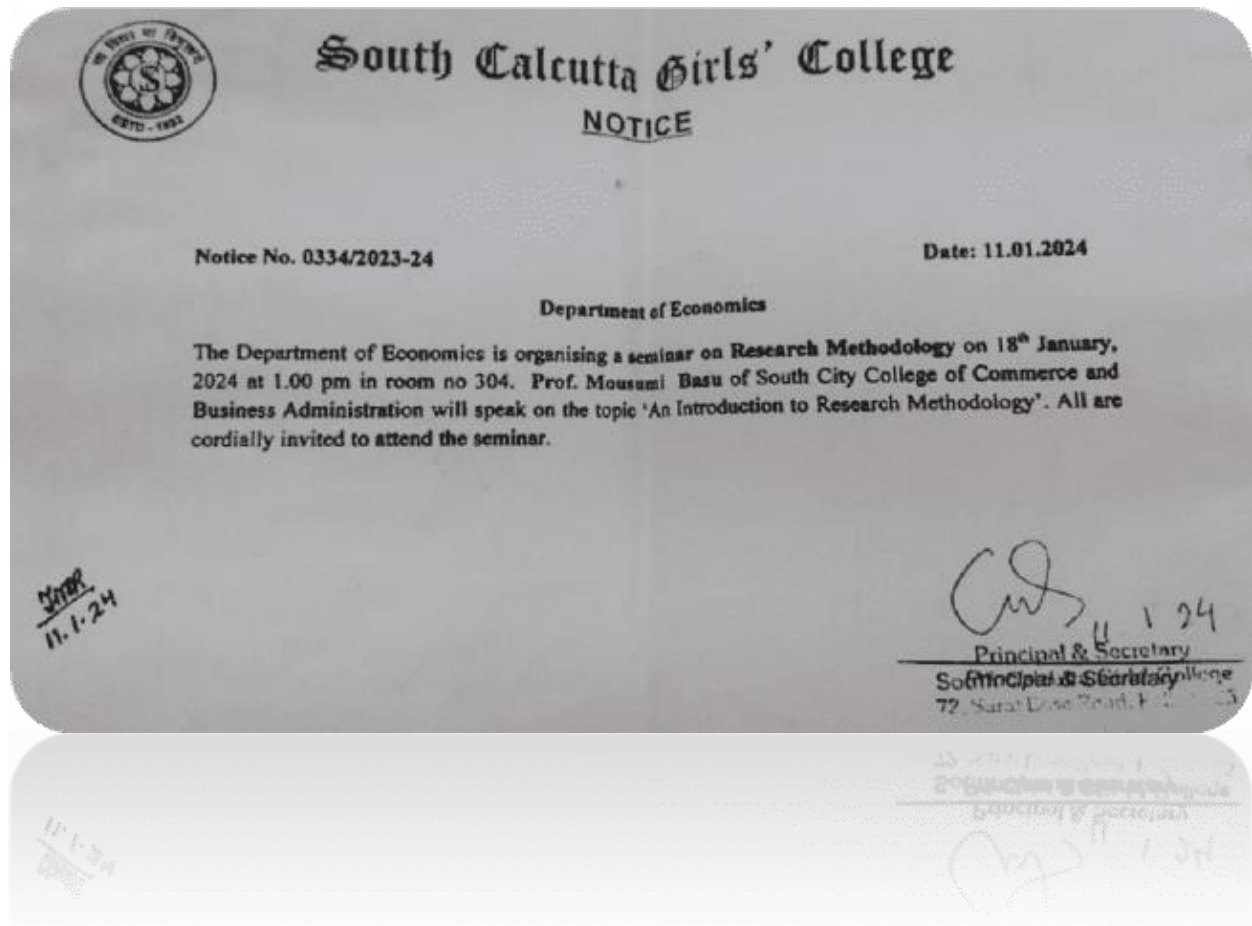 South Calcutta Girls' College
NOTICE
ESTD - 1932
Notice No. 0334/2023-24
Date: 11.01.2024
Department of Economics
The Department of Economics is organising a seminar on Research Methodology on 18th January,
2024 at 1.00 pm in room no 304. Prof. Mousumi Basu of South City College of Commerce and
Business Administration will speak on the topic 'An Introduction to Research Methodology'. All are
cordially invited to attend the seminar.
11.1.24
11 1 24
Principal & Secretary
Principal & Secretary
72,